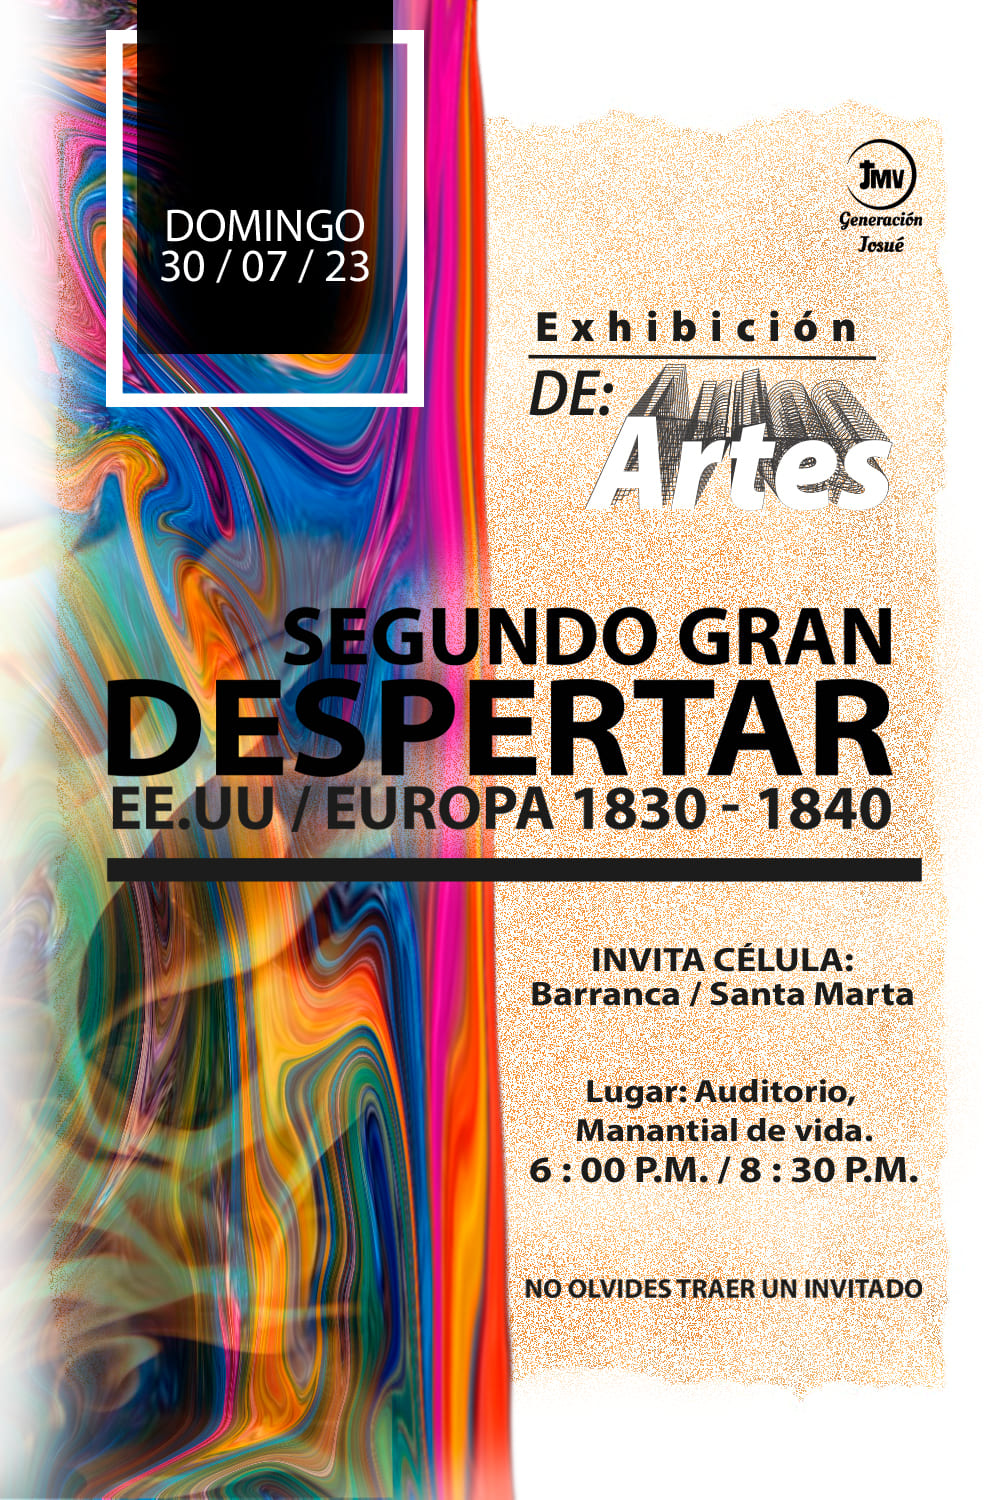 DOMINGO
30 / 07 / 23
JMV
Generación
Josué
Exhibición
DE: Artes
SEGUNDO GRAN
DESPERTAR
EE.UU / EUROPA 1830 - 1840
INVITA CÉLULA:
Barranca / Santa Marta
Lugar: Auditorio,
Manantial de vida.
6 : 00 P.M. / 8 : 30 P.M.
NO OLVIDES TRAER UN INVITADO